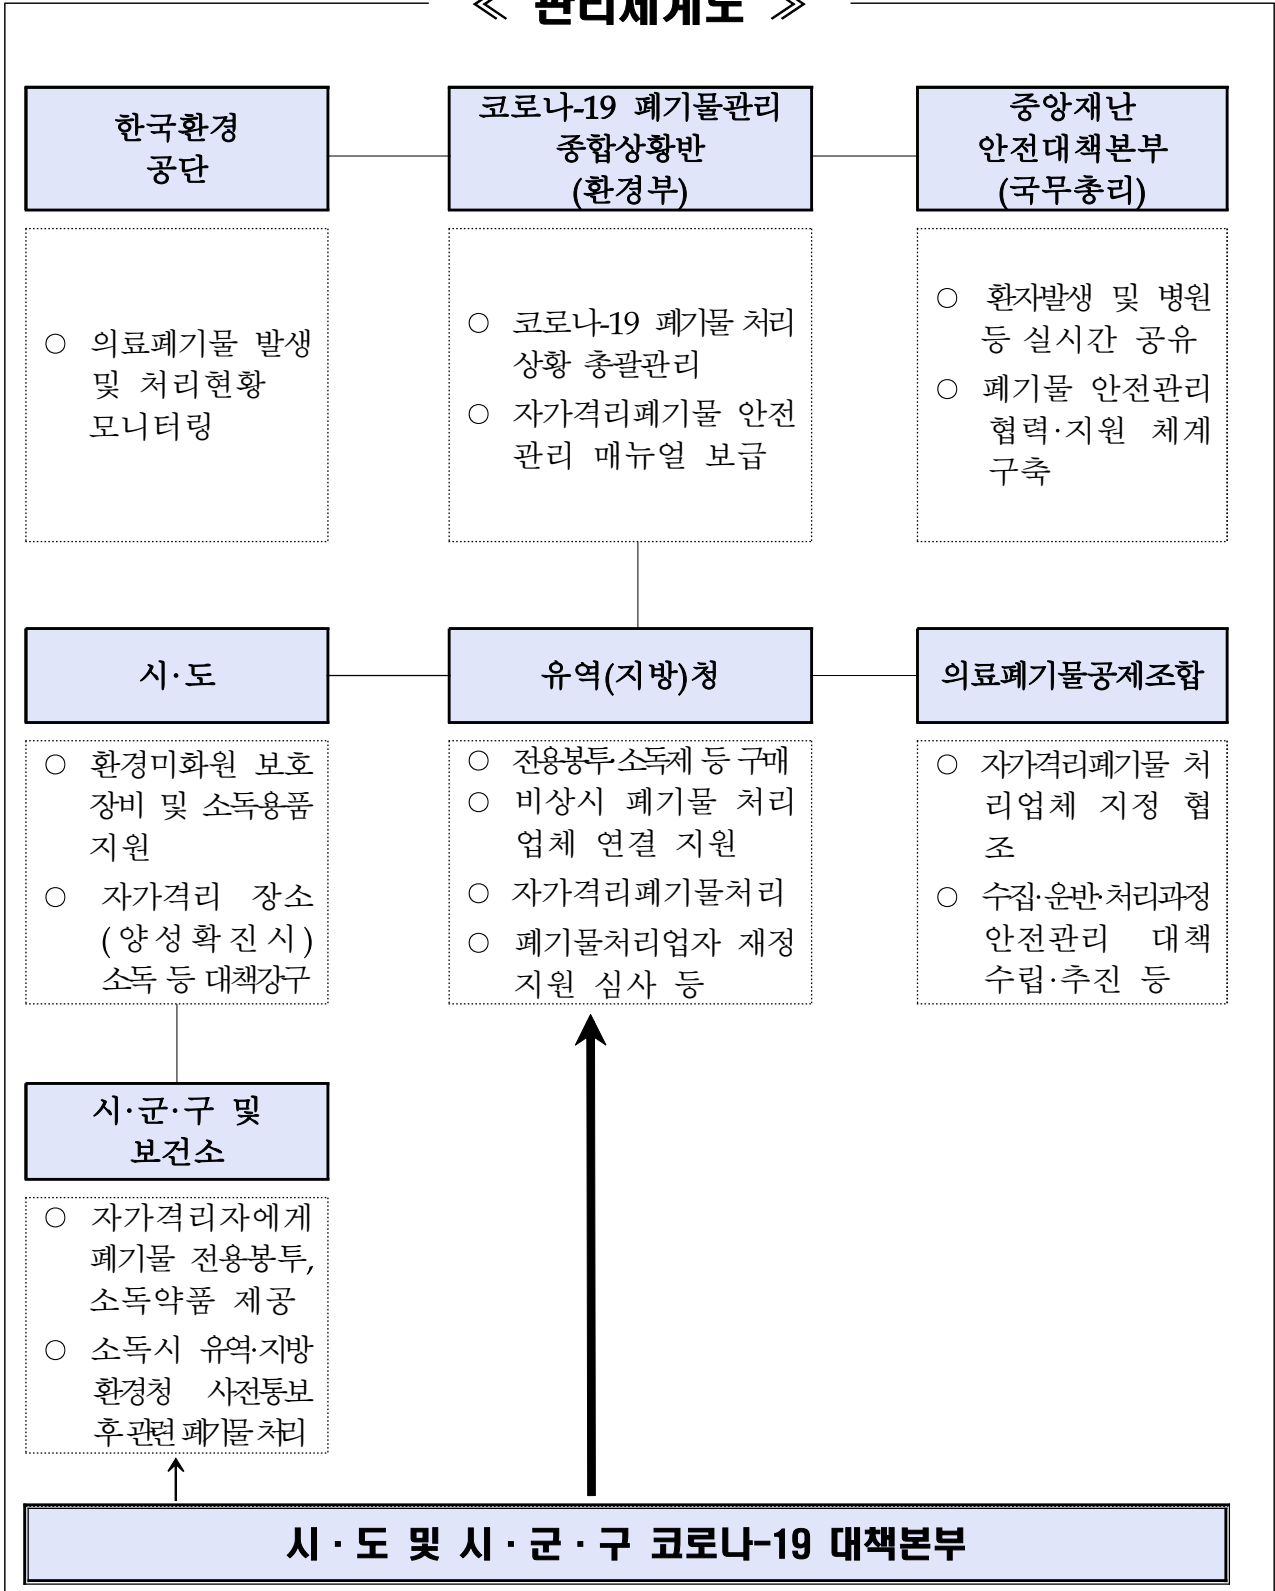 ≪ 관리체계도 ≫
한국환경
공단
코로나-19 폐기물관리
종합상황반
(환경부)
중앙재난
안전대책본부
(국무총리)
○ 의료폐기물 발생
및 처리현황
모니터링
○ 코로나-19 폐기물 처리
상황 총괄관리
○ 자가격리폐기물 안전
관리 매뉴얼 보급
○ 환자발생 및 병원
등 실시간 공유
○ 폐기물 안전관리
협력·지원 체계
구축
시·도
유역(지방)청
의료폐기물공제조합
○ 환경미화원 보호
장비 및 소독용품
지원
○ 자가격리 장소
(양성확진시)
소독 등 대책강구
○ 전용봉투·소독제 등 구매
○ 비상시 폐기물 처리
업체 연결 지원
○ 자가격리폐기물처리
○ 폐기물처리업자 재정
지원 심사 등
○ 자가격리폐기물 처
리업체 지정 협
조
○ 수집·운반·처리과정
안전관리 대책
수립·추진 등
시·군·구 및
보건소
○ 자가격리자에게
폐기물 전용봉투,
소독약품 제공
○ 소독시 유역·지방
환경청 사전통보
후 관련 폐기물 처리
시·도 및 시·군·구 코로나-19 대책본부